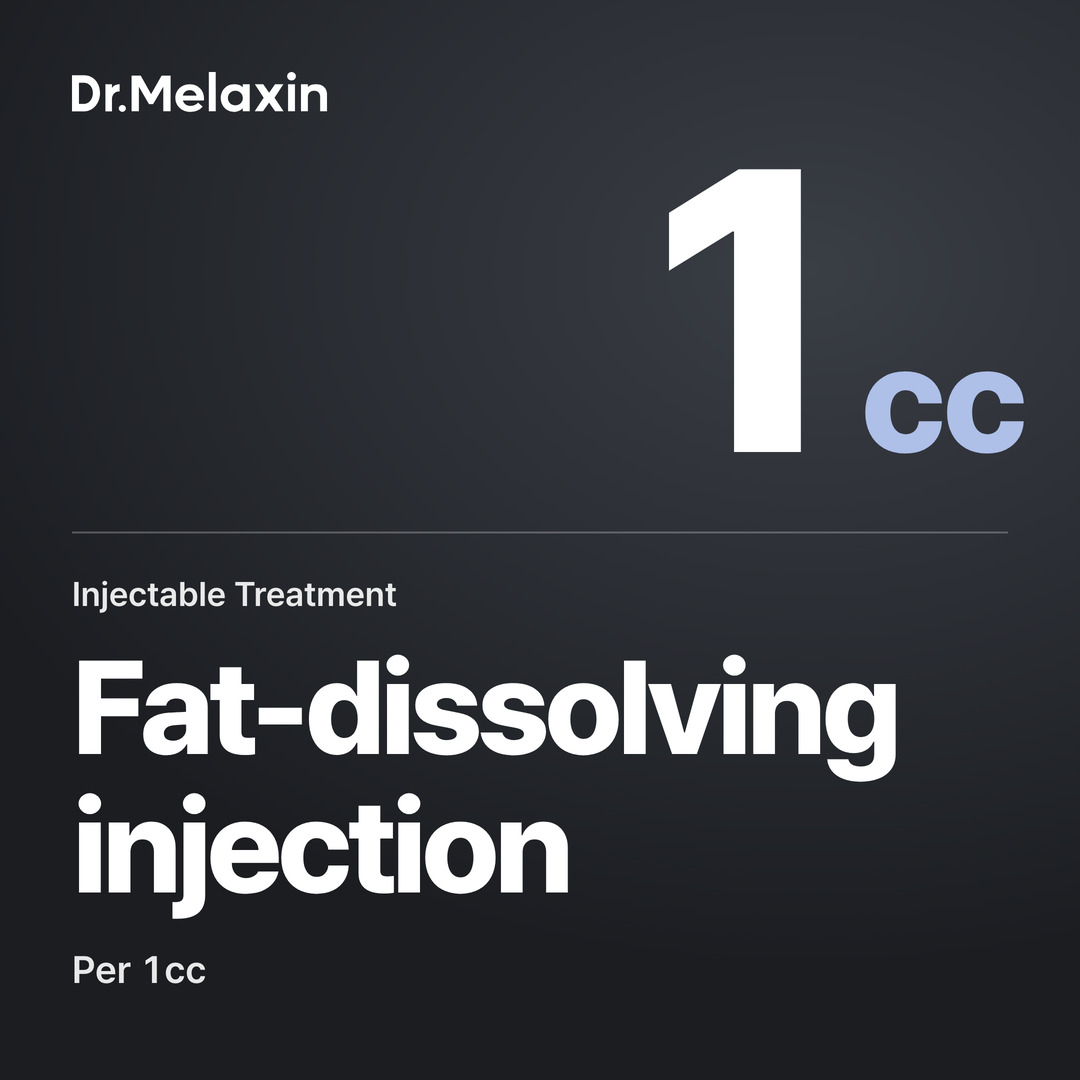 Dr.Melaxin
1 cc
Injectable Treatment
Fat-dissolving
injection
Per 1cc